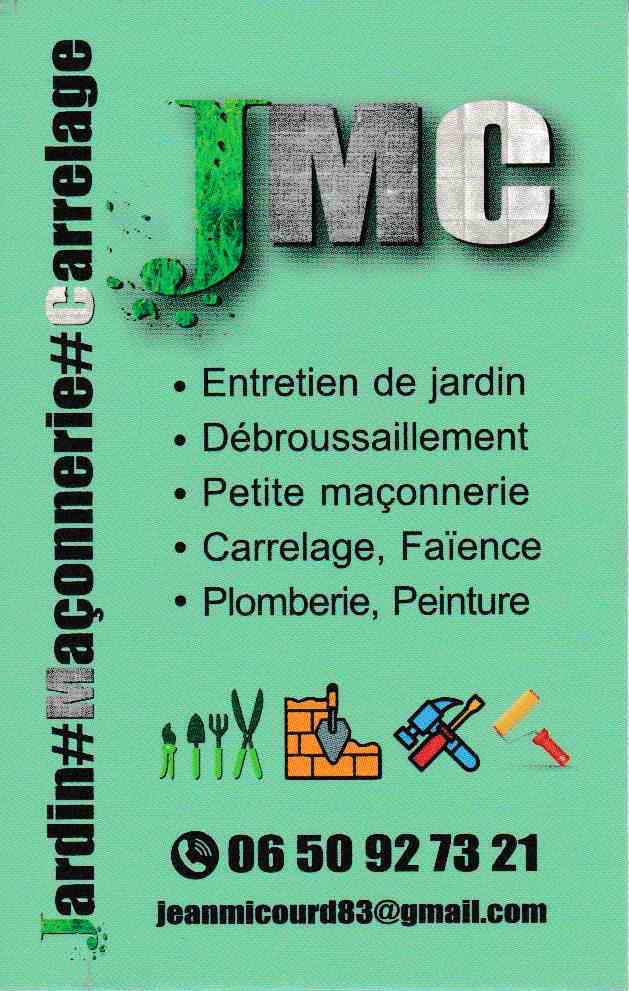 Jardin#Maçonnerie#Carrelage
JMC
• Entretien de jardin
• Débroussaillement
• Petite maçonnerie
• Carrelage, Faïence
• Plomberie, Peinture
06 50 92 73 21
jeanmicourd83@gmail.com